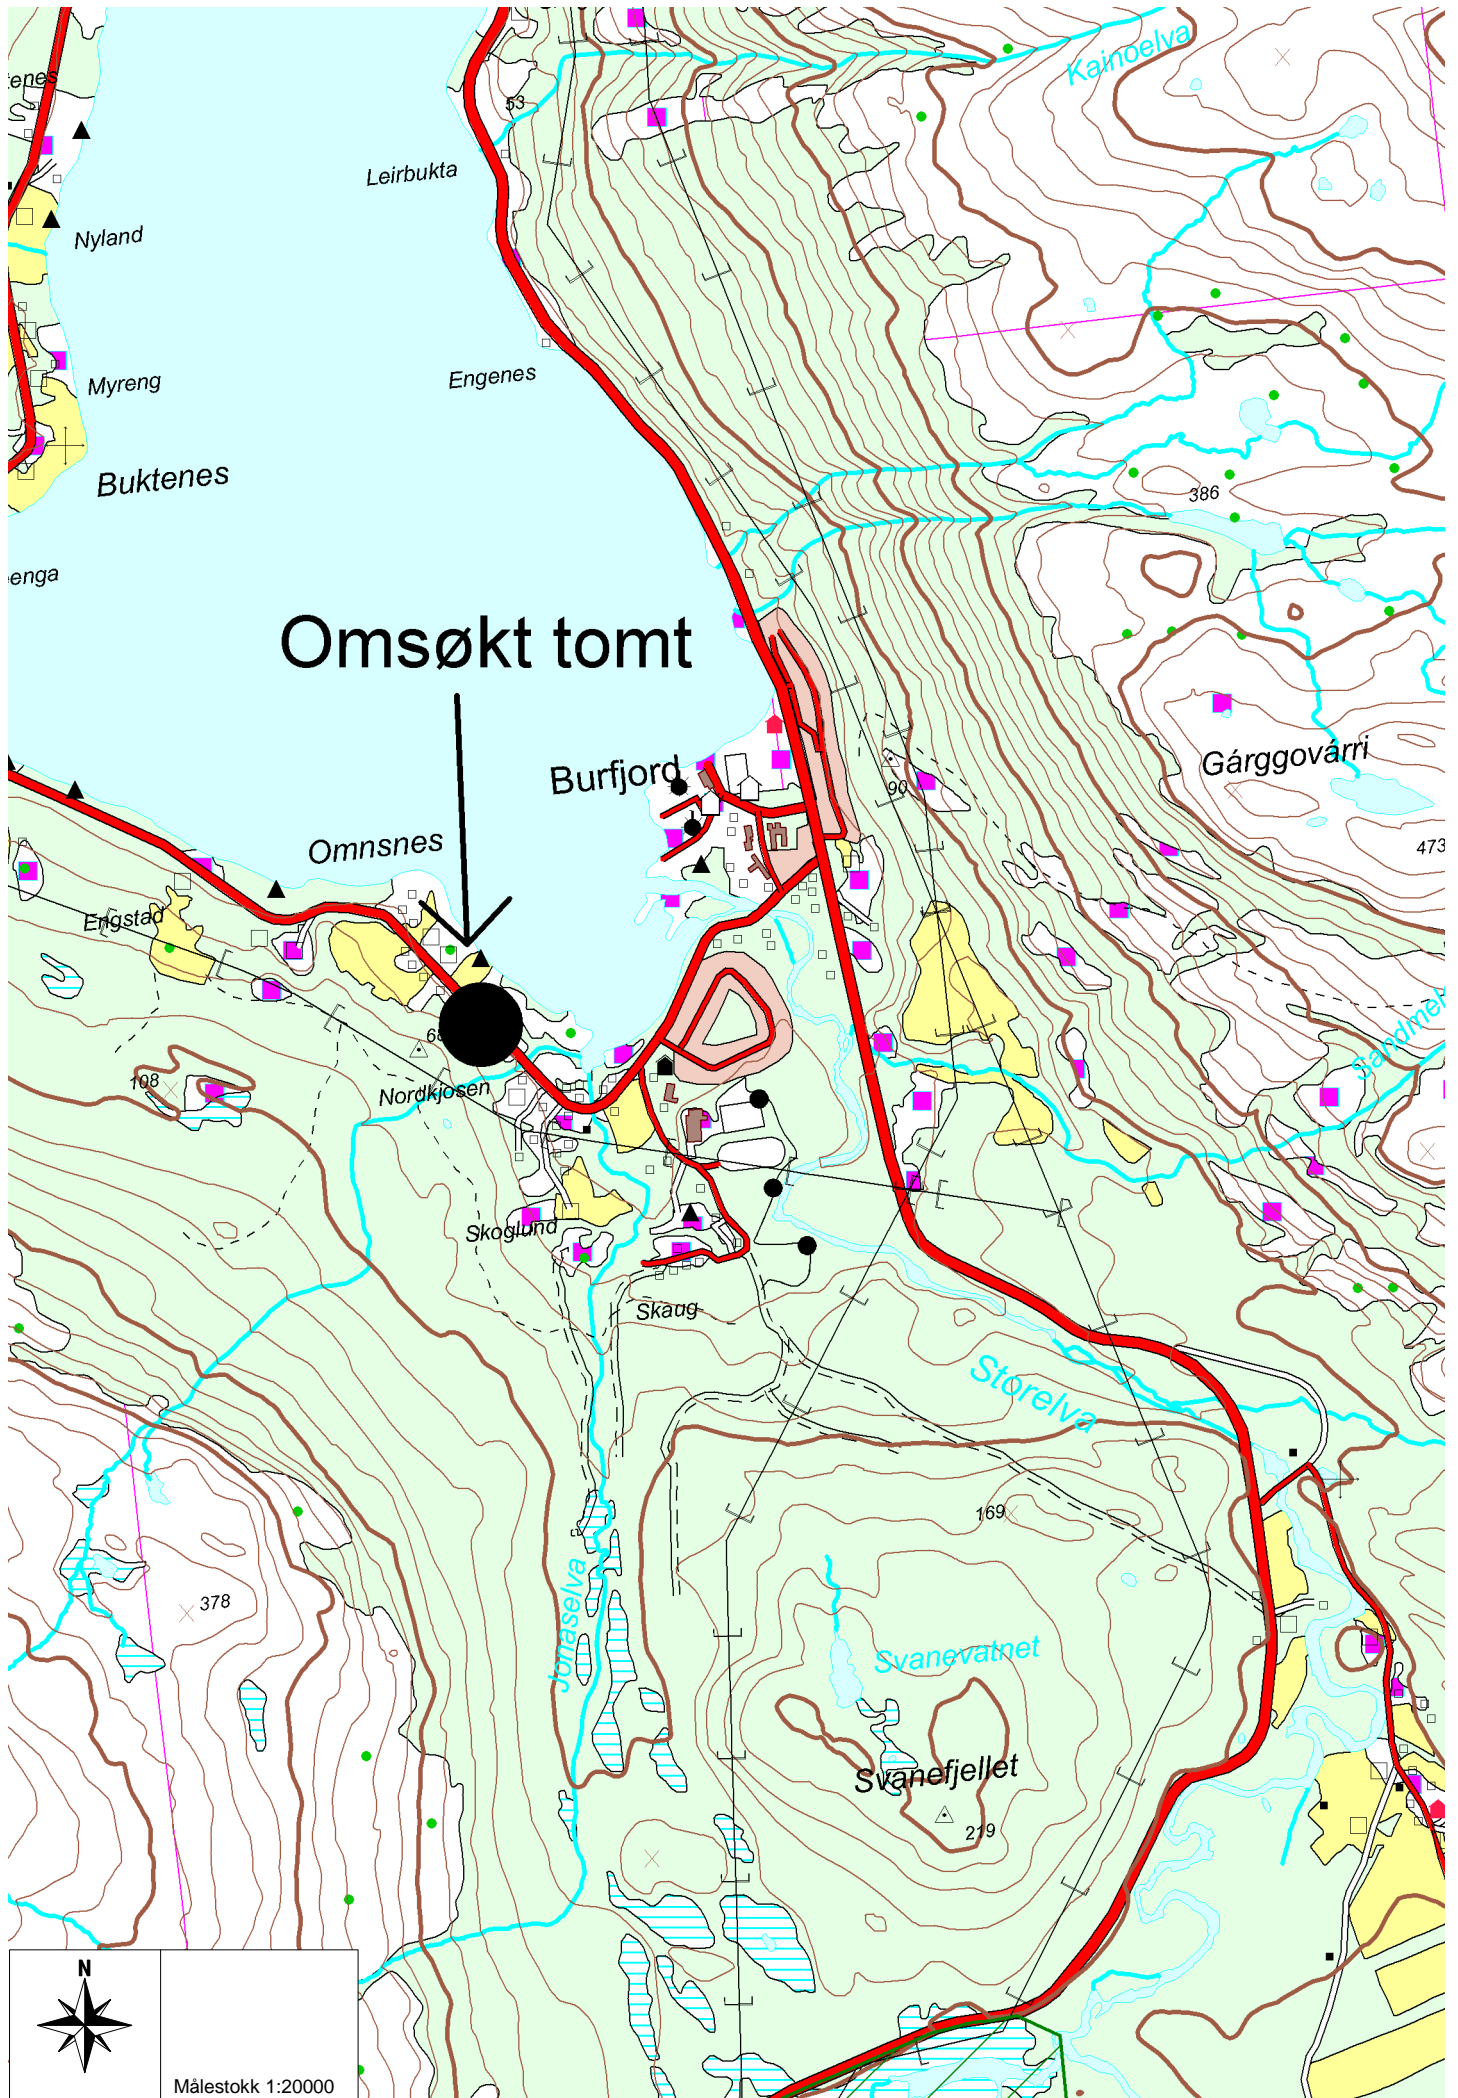 Kainoelva
53
Leirbukta
Nyland
Engenes
Myreng
Buktenes
386
Omsøkt tomt
Gárggovárri
Burfjord
90
473
Omnsnes
Engstad
108
Nordkjosen
Skoglund
Skaug
Storelva
169
378
Jonaselva
Svanevatnet
Svanefjellet
219
N
Målestokk 1:20000